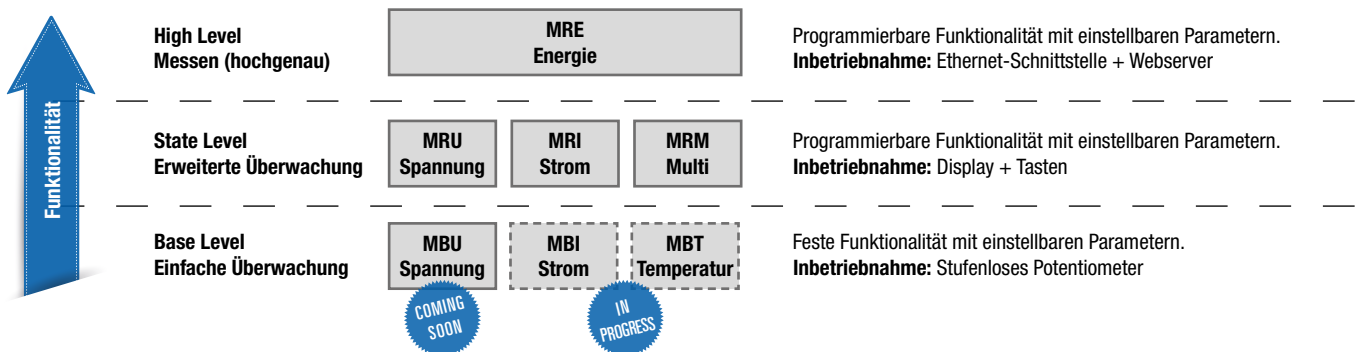 Funktionalität
High Level
Messen (hochgenau)
MRE
Energie
Programmierbare Funktionalität mit einstellbaren Parametern.
Inbetriebnahme: Ethernet-Schnittstelle + Webserver
State Level
Erweiterte Überwachung
MRU
Spannung
MRI
Strom
MRM
Multi
Programmierbare Funktionalität mit einstellbaren Parametern.
Inbetriebnahme: Display + Tasten
Base Level
Einfache Überwachung
MBU
Spannung
MBI
Strom
MBT
Temperatur
Feste Funktionalität mit einstellbaren Parametern.
Inbetriebnahme: Stufenloses Potentiometer
COMING
SOON
IN
PROGRESS